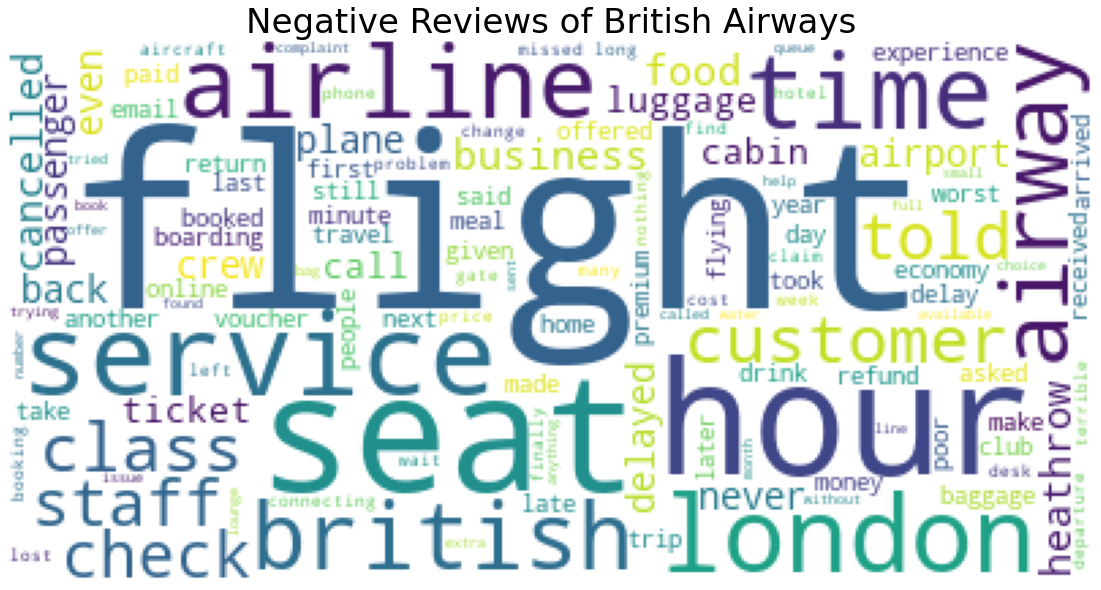 Negative Reviews of British Airways
aircraft complaint missed long queue experience
cancelled passenger even paid airline food time airway
email phone luggage hotel
plane change offered find
tried return first problem business cabin airport small
last still said help worst
book booked minute meal nothing year full received arrived
offer boarding travel given flying day told
flight
crew call gate many claim economy choice
back online bag sent premium took delay
found cost week
trying another voucher people next price home called water available
service customer
number left made drink refund asked
take ticket seat delayed hour heathrow terrible
class wait finally anything later line poor make club
booking issue month desk
staff lounge connecting late never money without baggage departure
lost check british extra trip london